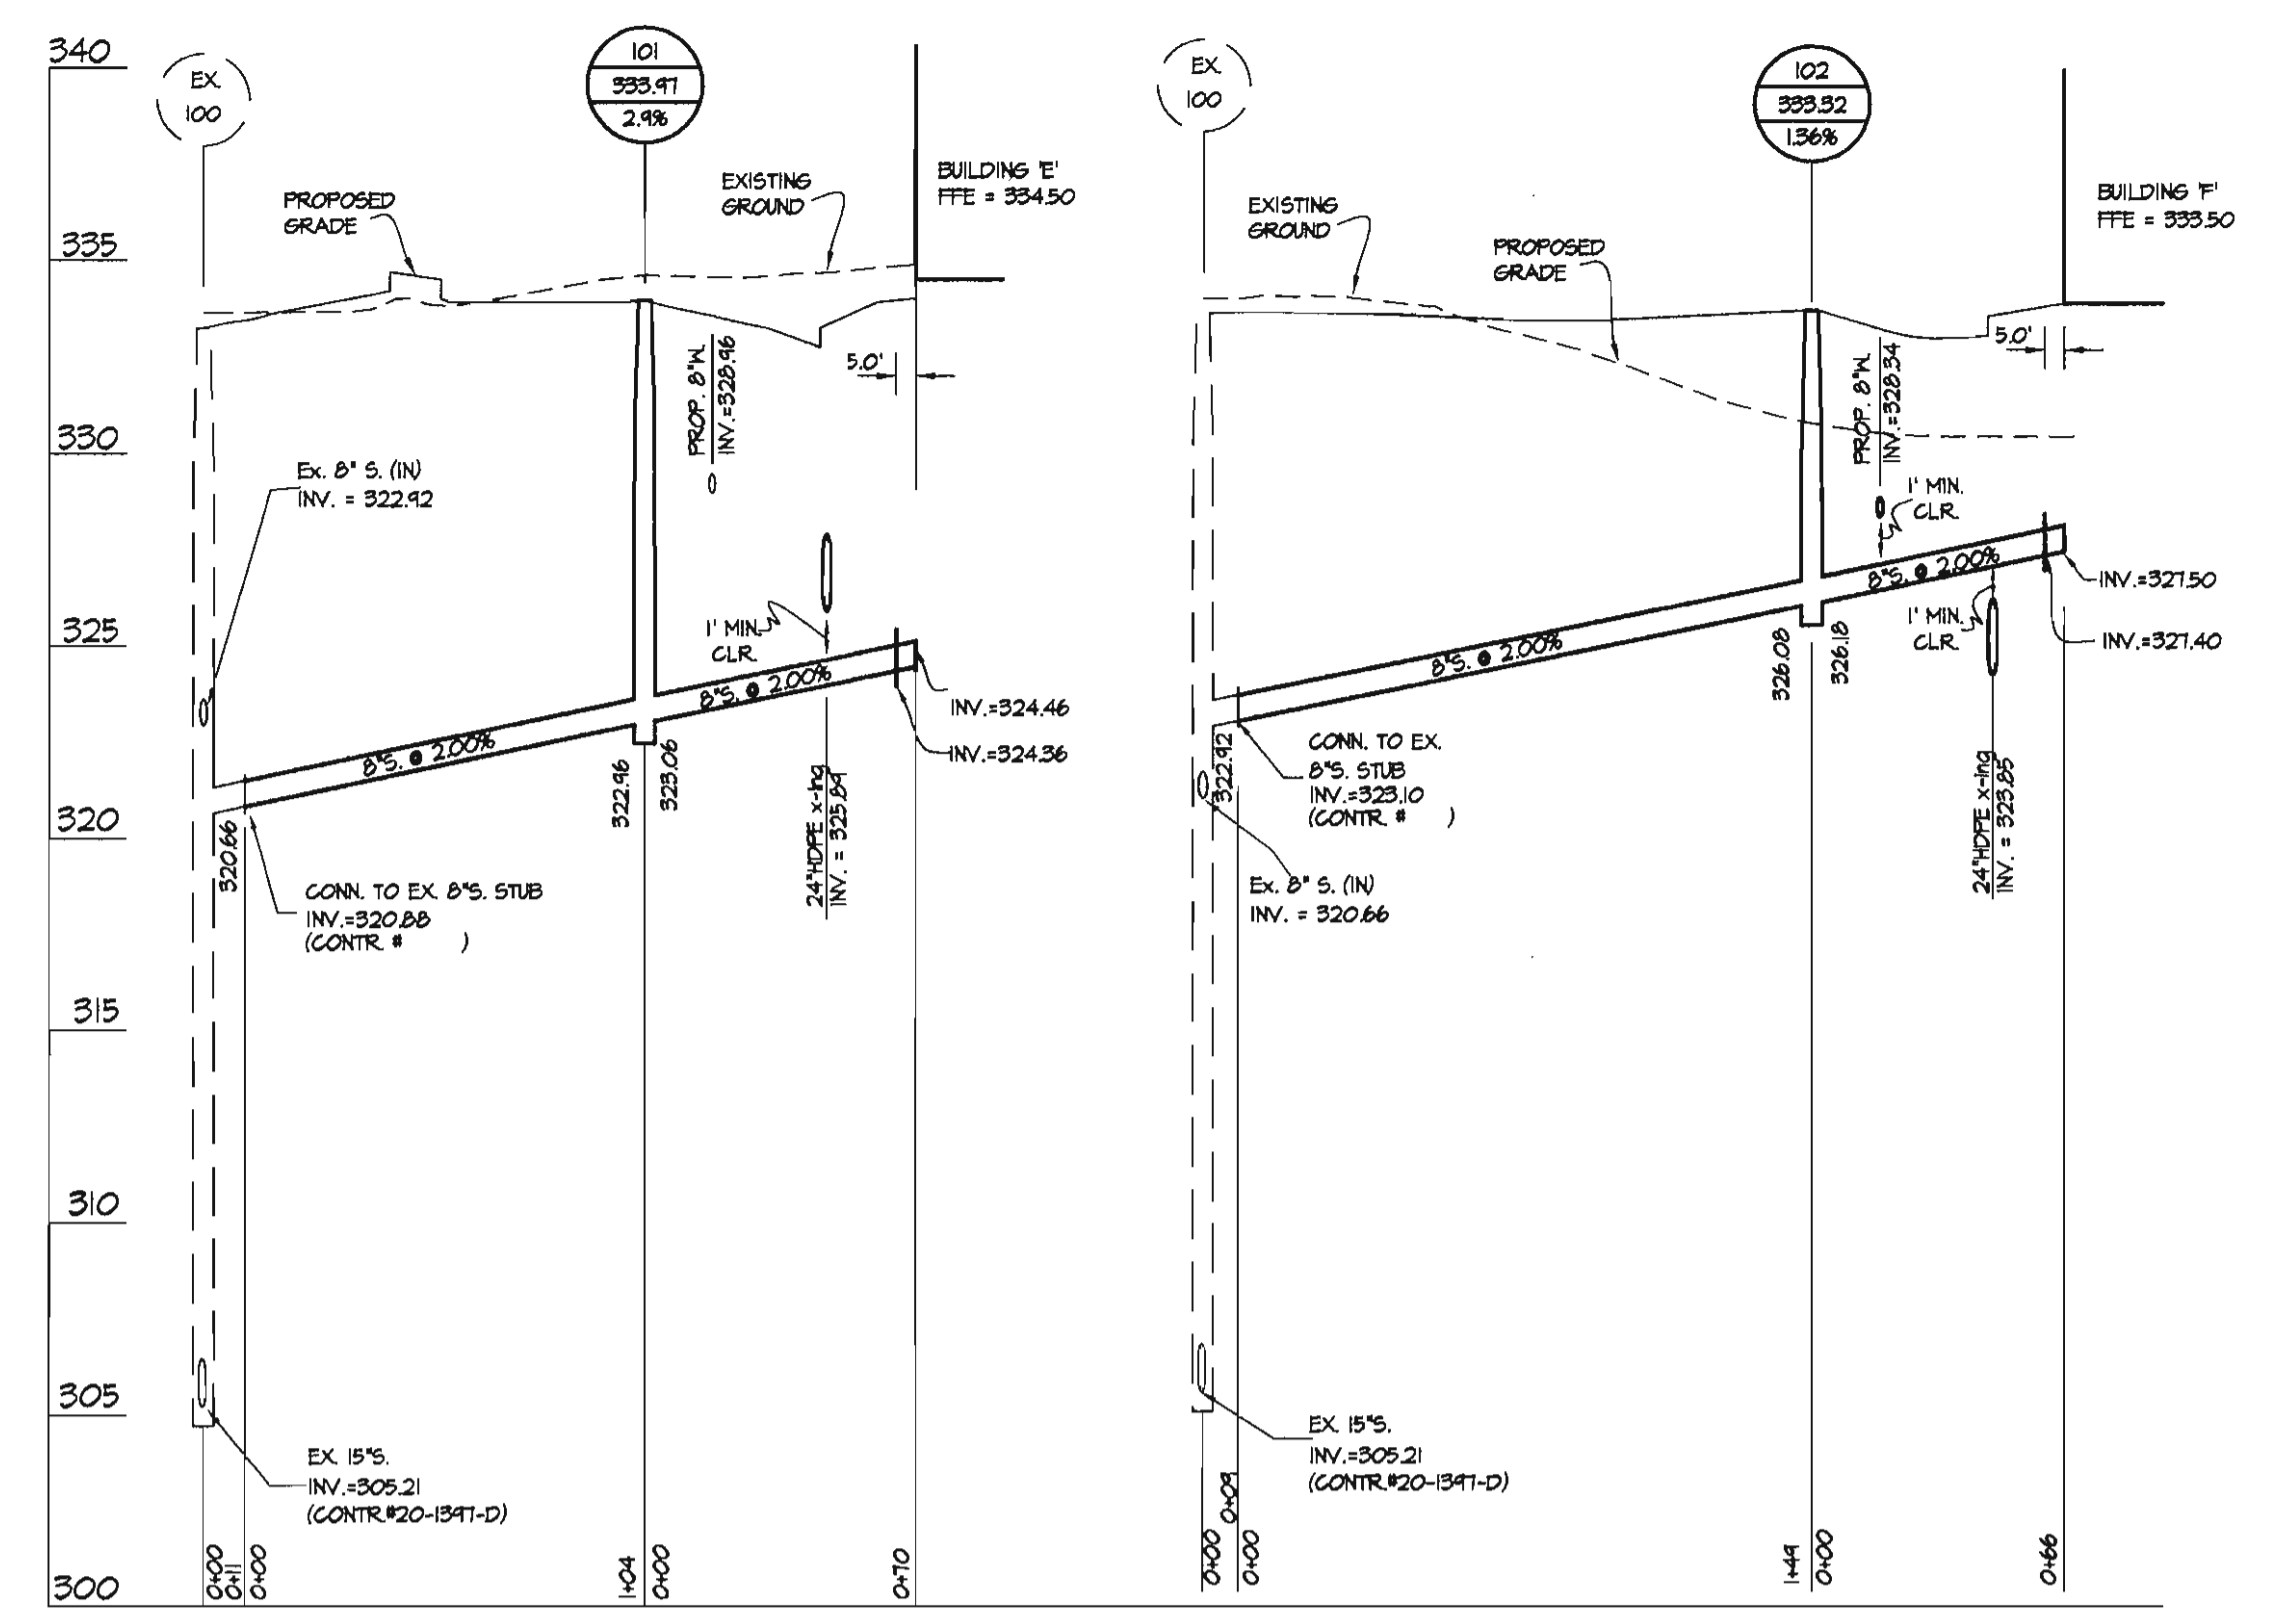 340
335
330
325
320
315
310
305
300
EX.
100
101
333.97
2.9%
PROPOSED
GRADE
EXISTING
GROUND
BUILDING 'E'
FFE = 334.50
5.0'
PROP. 8"W.
INV.=328.96
Ex. 8" S. (IN)
INV. = 322.92
1' MIN.
CLR.
8"S. @ 2.00%
8"S. @ 2.00%
INV.=324.46
INV.=324.36
322.96
323.06
320.66
24"HDPE x-ing
INV. = 325.89
CONN. TO EX. 8"S. STUB
INV.=320.88
(CONTR. # )
EX. 15"S.
INV.=305.21
(CONTR.#20-1397-D)
0+00
0+11
0+00
1+04
0+00
0+70
EX.
100
102
333.32
1.36%
EXISTING
GROUND
PROPOSED
GRADE
BUILDING 'F'
FFE = 333.50
5.0'
PROP. 8"W.
INV.=328.34
1' MIN.
CLR.
8"S. @ 2.00%
8"S. @ 2.00%
1' MIN.
CLR.
INV.=327.50
INV.=327.40
326.08
326.18
322.92
CONN. TO EX.
8"S. STUB
INV.=323.10
(CONTR. # )
24"HDPE x-ing
INV. = 323.85
Ex. 8" S. (IN)
INV. = 320.66
EX. 15"S.
INV.=305.21
(CONTR.#20-1397-D)
0+00
0+09
0+00
1+49
0+00
0+66